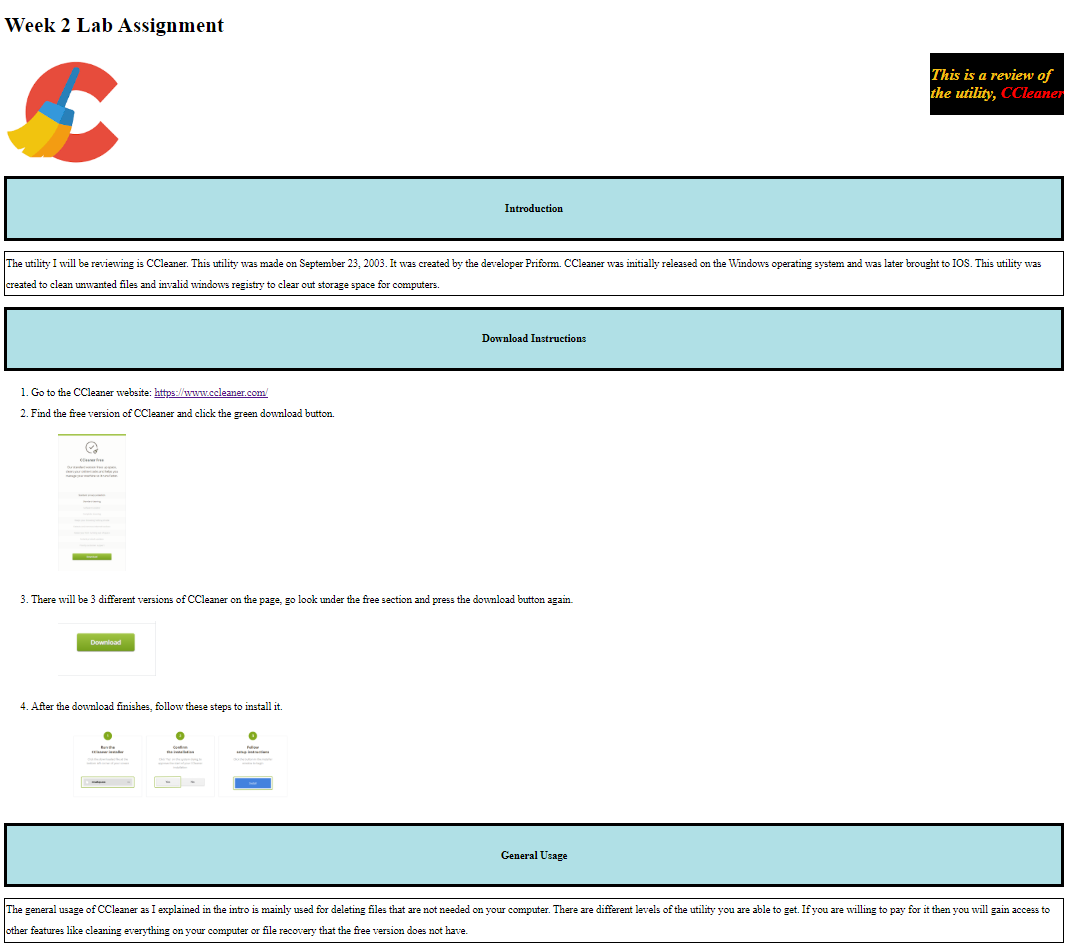 Week 2 Lab Assignment
This is a review of
the utility, CCleaner
Introduction
The utility I will be reviewing is CCleaner. This utility was made on September 23, 2003. It was created by the developer Priform. CCleaner was initially released on the Windows operating system and was later brought to IOS. This utility was
created to clean unwanted files and invalid windows registry to clear out storage space for computers.
Download Instructions
1. Go to the CCleaner website: https://www.ccleaner.com/
2. Find the free version of CCleaner and click the green download button.
CCleaner Free
3. There will be 3 different versions of CCleaner on the page, go look under the free section and press the download button again.
Download
4. After the download finishes, follow these steps to install it.
1 2 3
Run the Confirm Follow
CCleaner installer the installation setup instructions
General Usage
The general usage of CCleaner as I explained in the intro is mainly used for deleting files that are not needed on your computer. There are different levels of the utility you are able to get. If you are willing to pay for it then you will gain access to
other features like cleaning everything on your computer or file recovery that the free version does not have.